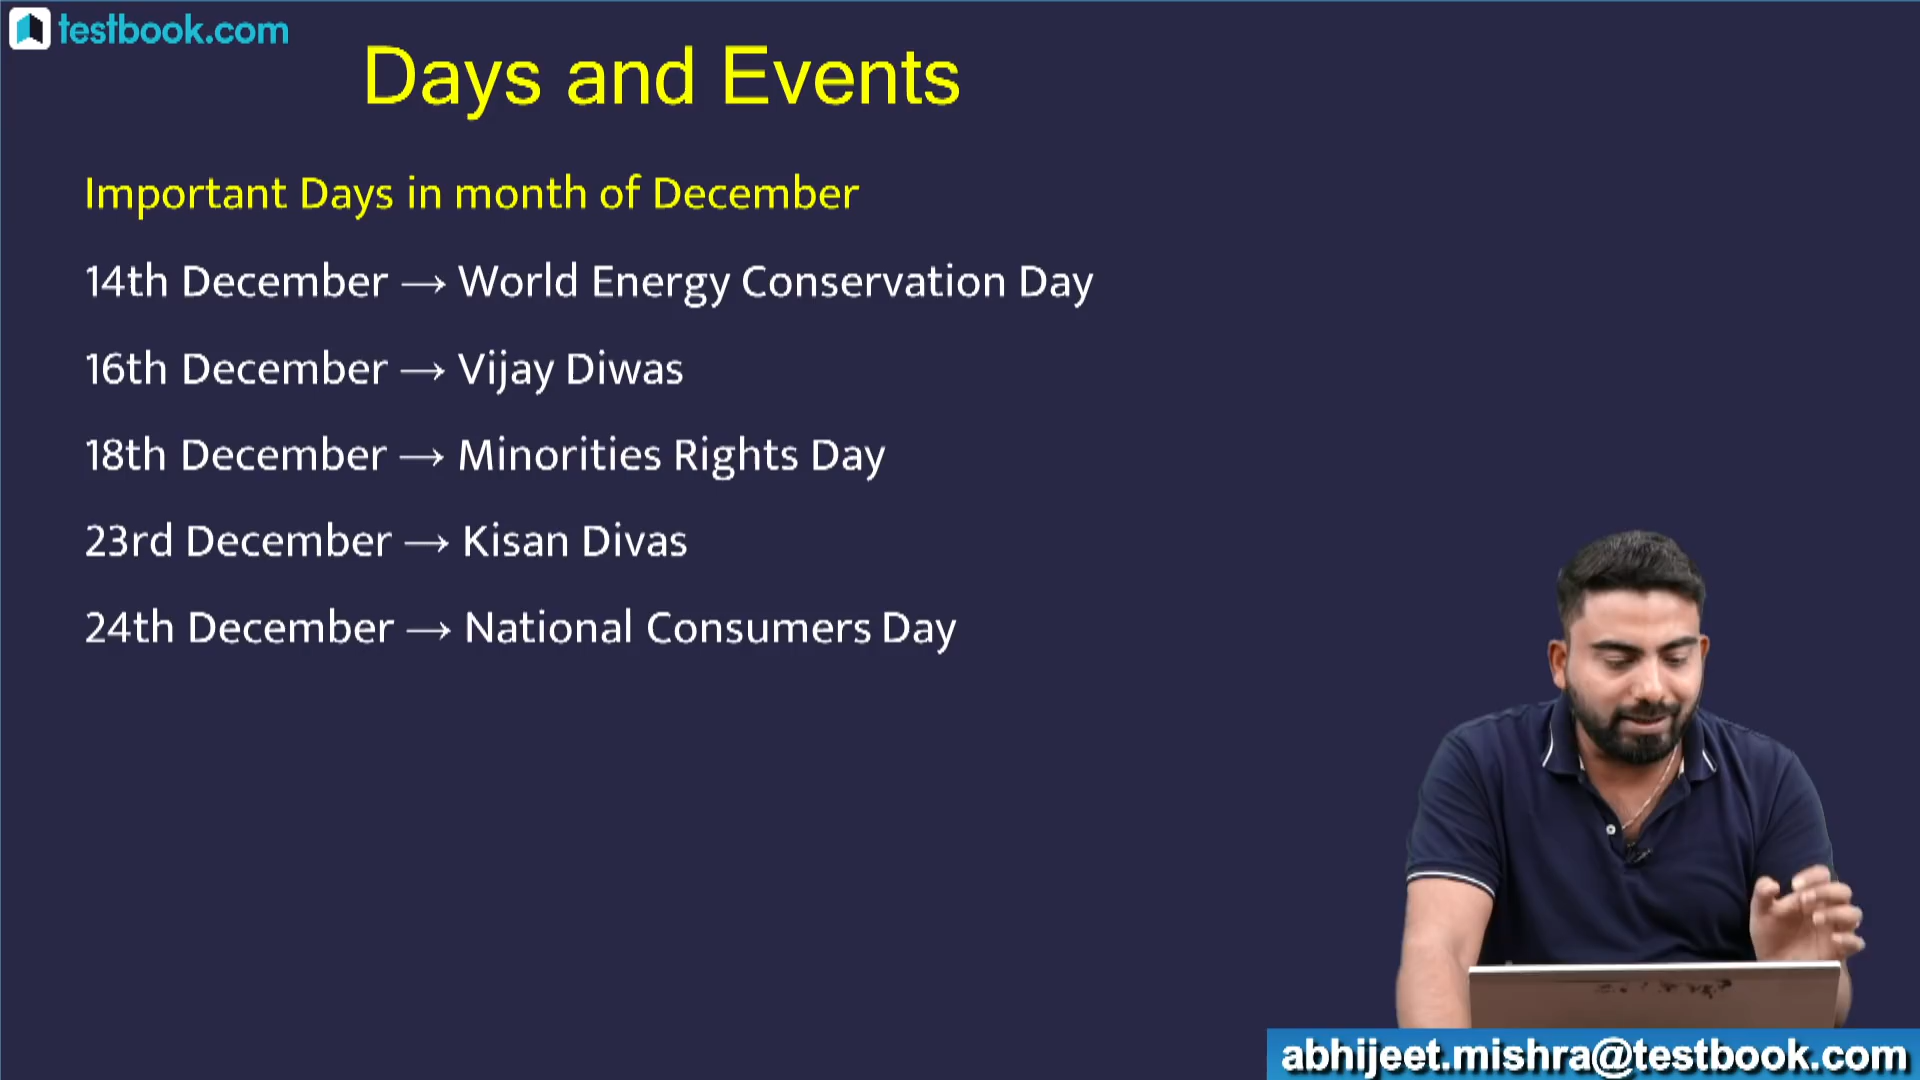 testbook.com
Days and Events
Important Days in month of December
14th December → World Energy Conservation Day
16th December → Vijay Diwas
18th December → Minorities Rights Day
23rd December → Kisan Divas
24th December → National Consumers Day
abhijeet.mishra@testbook.com